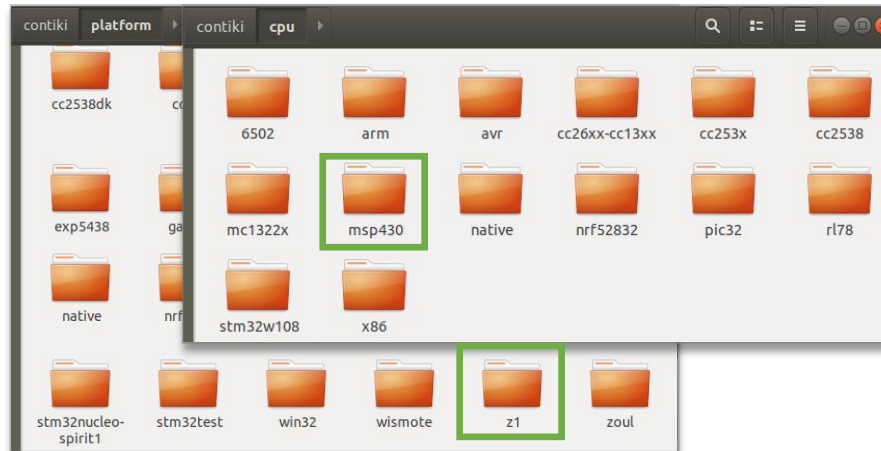 contiki platform
contiki cpu
cc2538dk
6502 arm avr cc26xx-cc13xx cc253x cc2538
exp5438
mc1322x msp430 native nrf52832 pic32 rl78
native
stm32w108 x86
stm32nucleo-spirit1 stm32test win32 wismote z1 zoul